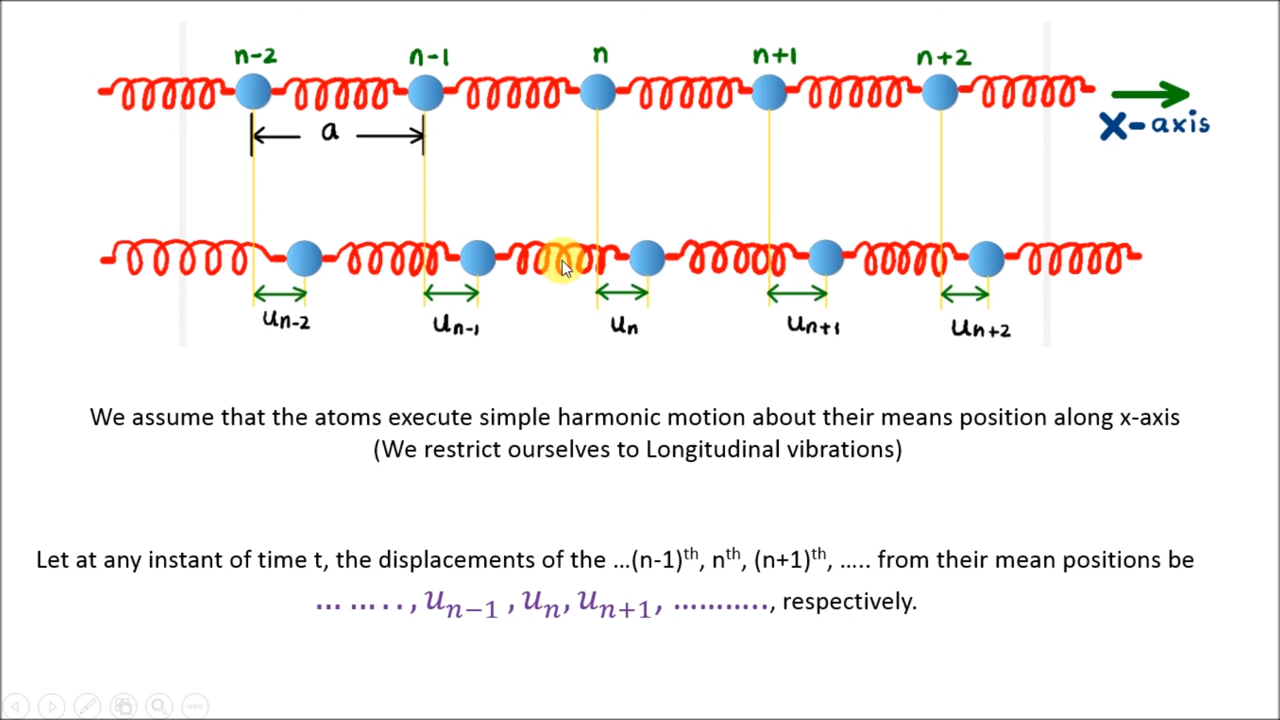 n-2 n-1 n n+1 n+2
a
X-axis
uₙ₋₂ uₙ₋₁ uₙ uₙ₊₁ uₙ₊₂
We assume that the atoms execute simple harmonic motion about their means position along x-axis
(We restrict ourselves to Longitudinal vibrations)
Let at any instant of time t, the displacements of the ...(n-1)ᵗʰ, nᵗʰ, (n+1)ᵗʰ, ..... from their mean positions be
... ... . . , 𝑢ₙ₋₁ , 𝑢ₙ, 𝑢ₙ₊₁, ..........., respectively.